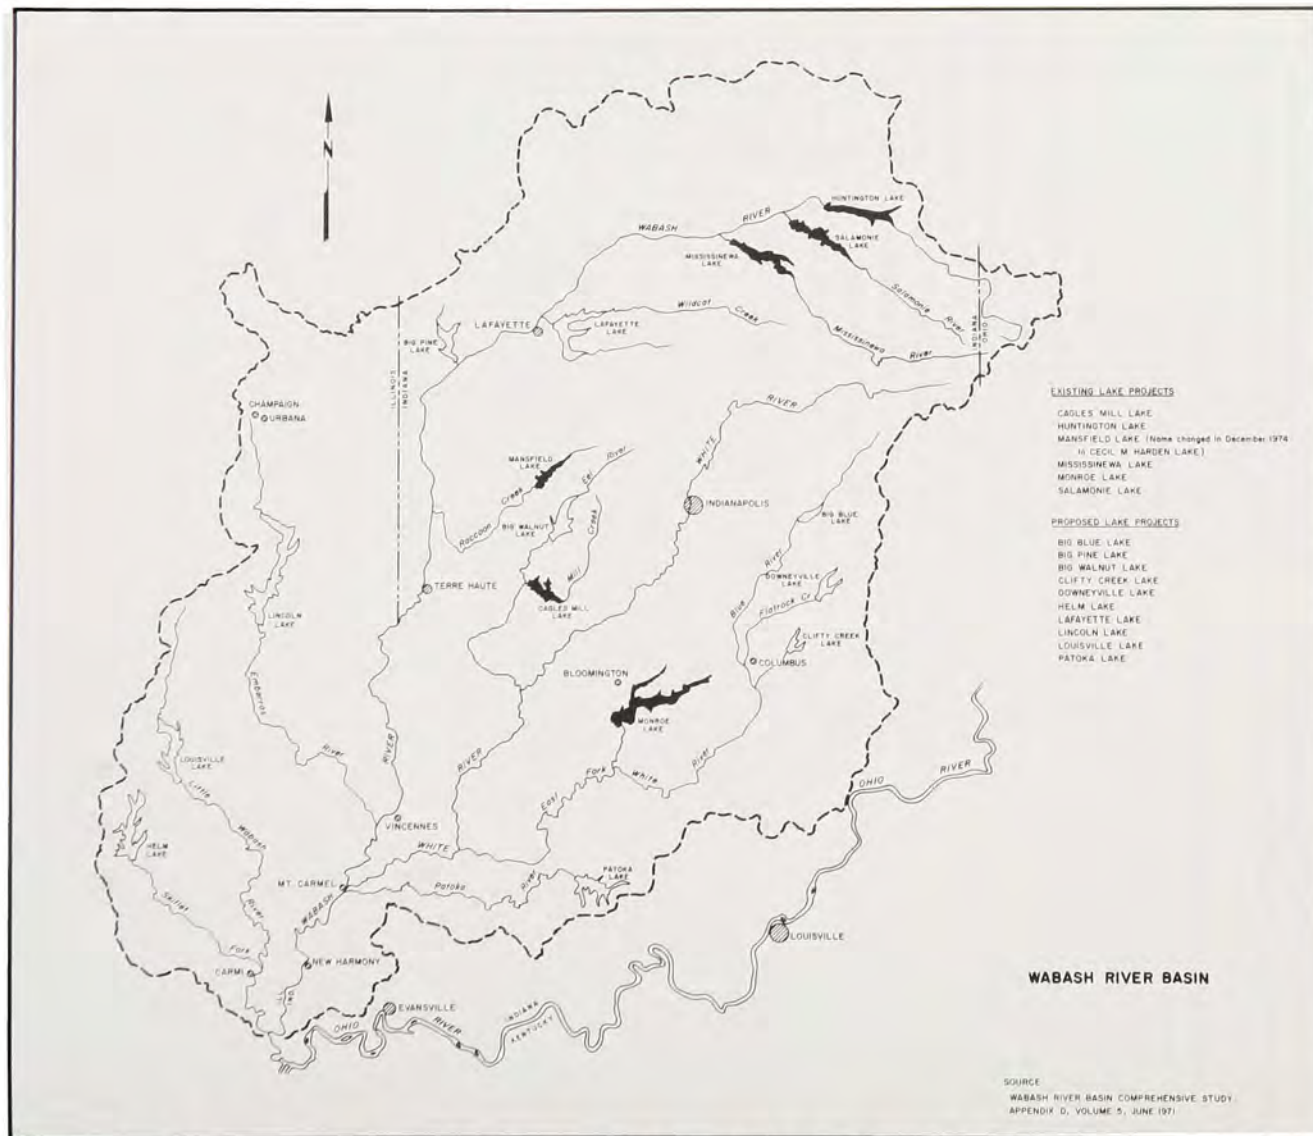 N
HUNTINGTON LAKE
WABASH
RIVER
SALAMONIE
LAKE
MISSISSINEWA
LAKE
Salamonie
River
Wildcat
Creek
LAFAYETTE
LAFAYETTE
LAKE
BIG PINE
LAKE
Mississinewa
River
INDIANA
OHIO
ILLINOIS
INDIANA
CHAMPAIGN
URBANA
WHITE
RIVER
MANSFIELD
LAKE
Eel River
Raccoon Creek
BIG WALNUT
LAKE
Mill Creek
INDIANAPOLIS
BIG BLUE
LAKE
TERRE HAUTE
CAGLES MILL
LAKE
Blue River
DOWNEYVILLE
LAKE
Flatrock Cr.
CLIFTY CREEK
LAKE
COLUMBUS
LINCOLN
LAKE
BLOOMINGTON
MONROE
LAKE
Embarras
River
RIVER
RIVER
LOUISVILLE
LAKE
East Fork White River
Little
Wabash
River
OHIO RIVER
VINCENNES
WHITE
HELM
LAKE
PATOKA
LAKE
MT. CARMEL
Patoka River
WABASH
Skillet
Fork
CARMI
NEW HARMONY
LOUISVILLE
ILL.
IND.
EVANSVILLE
OHIO RIVER
INDIANA
KENTUCKY
EXISTING LAKE PROJECTS
CAGLES MILL LAKE
HUNTINGTON LAKE
MANSFIELD LAKE (Name changed in December 1974
to CECIL M. HARDEN LAKE)
MISSISSINEWA LAKE
MONROE LAKE
SALAMONIE LAKE
PROPOSED LAKE PROJECTS
BIG BLUE LAKE
BIG PINE LAKE
BIG WALNUT LAKE
CLIFTY CREEK LAKE
DOWNEYVILLE LAKE
HELM LAKE
LAFAYETTE LAKE
LINCOLN LAKE
LOUISVILLE LAKE
PATOKA LAKE
WABASH RIVER BASIN
SOURCE
WABASH RIVER BASIN COMPREHENSIVE STUDY
APPENDIX D, VOLUME 5, JUNE 1971